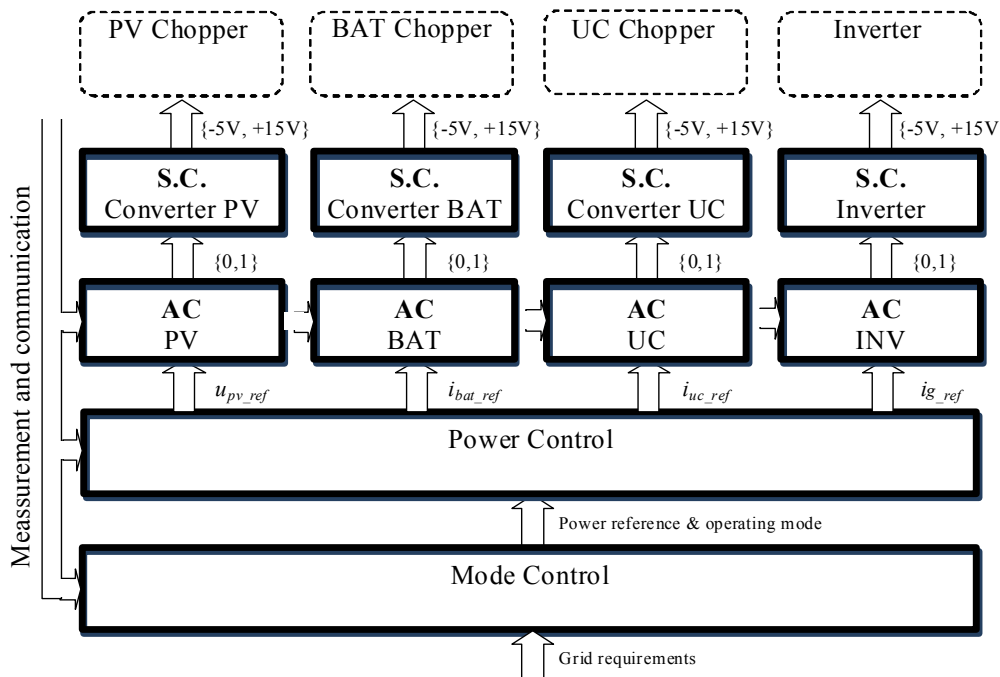 PV Chopper
BAT Chopper
UC Chopper
Inverter
{-5V, +15V}
{-5V, +15V}
{-5V, +15V}
{-5V, +15V
S.C.
Converter PV
S.C.
Converter BAT
S.C.
Converter UC
S.C.
Inverter
{0,1}
{0,1}
{0,1}
{0,1}
AC
PV
AC
BAT
AC
UC
AC
INV
u_pv_ref
i_bat_ref
i_uc_ref
ig_ref
Power Control
Power reference & operating mode
Mode Control
Grid requirements
Meassurement and communication